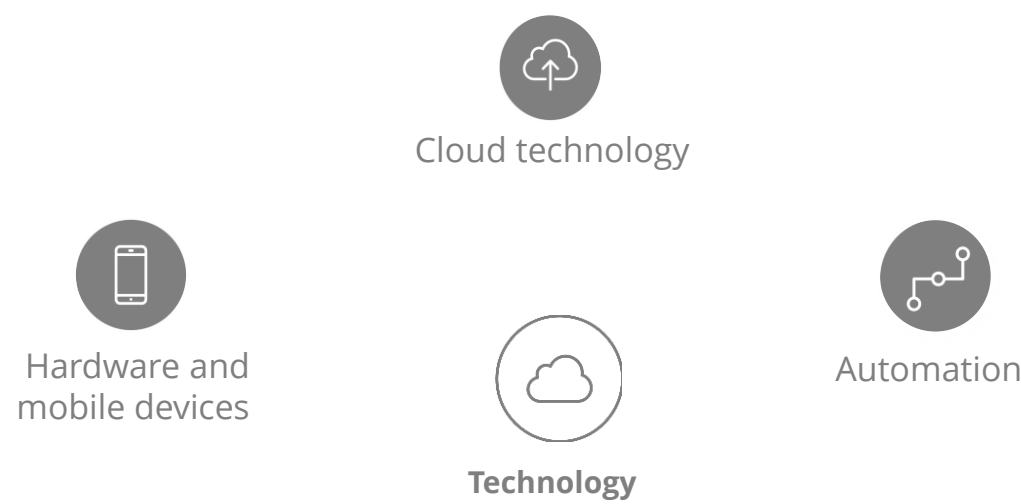 Cloud technology
Hardware and
mobile devices
Automation
Technology